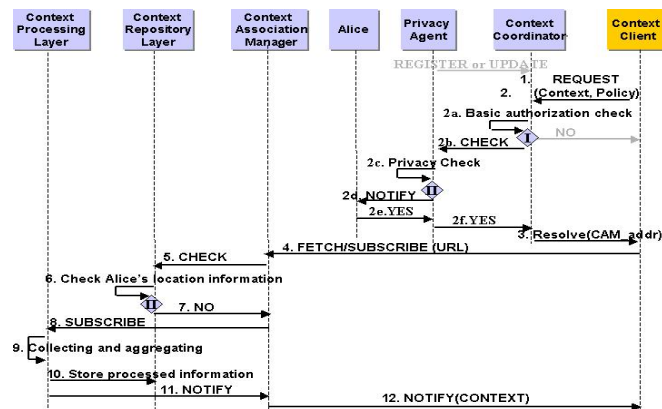 Context Processing Layer
Context Repository Layer
Context Association Manager
Alice
Privacy Agent
Context Coordinator
Context Client
REGISTER or UPDATE
1. REQUEST
2. (Context, Policy)
2a. Basic authorization check
I
NO
2b. CHECK
2c. Privacy Check
II
2d. NOTIFY
2e.YES
2f.YES
3. Resolve(CAM_addr)
4. FETCH/SUBSCRIBE (URL)
5. CHECK
6. Check Alice's location information
II
7. NO
8. SUBSCRIBE
9. Collecting and aggregating
10. Store processed information
11. NOTIFY
12. NOTIFY(CONTEXT)